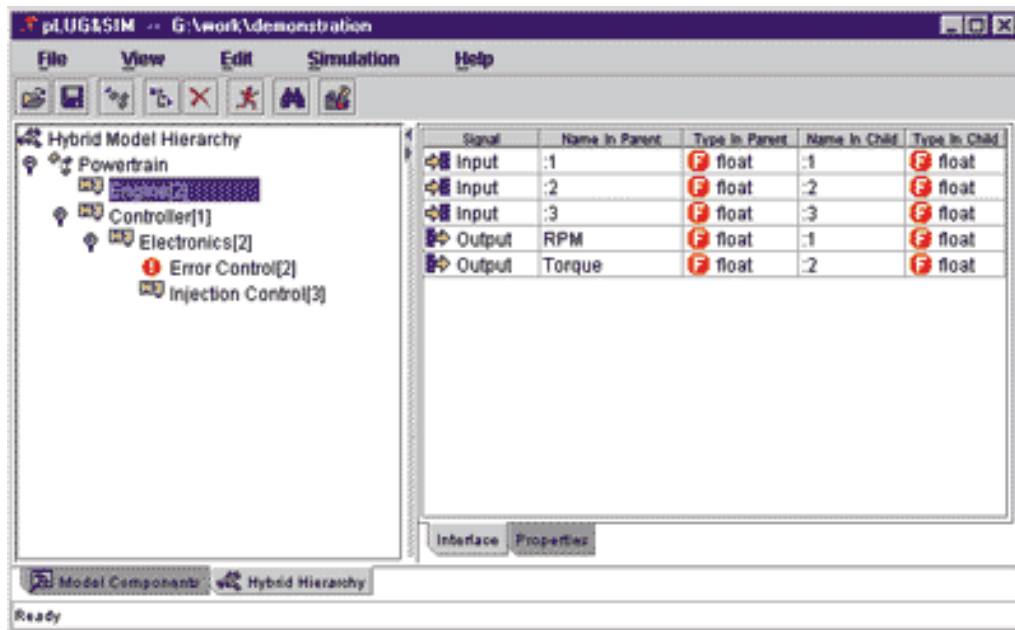 pLUG&SIM -- G:\work\demonstration
File View Edit Simulation Help
Hybrid Model Hierarchy
Powertrain
Engine[2]
Controller[1]
Electronics[2]
Error Control[2]
Injection Control[3]
Signal Name In Parent Type In Parent Name In Child Type In Child
Input :1 F float :1 F float
Input :2 F float :2 F float
Input :3 F float :3 F float
Output RPM F float :1 F float
Output Torque F float :2 F float
Interface Properties
Model Components Hybrid Hierarchy
Ready